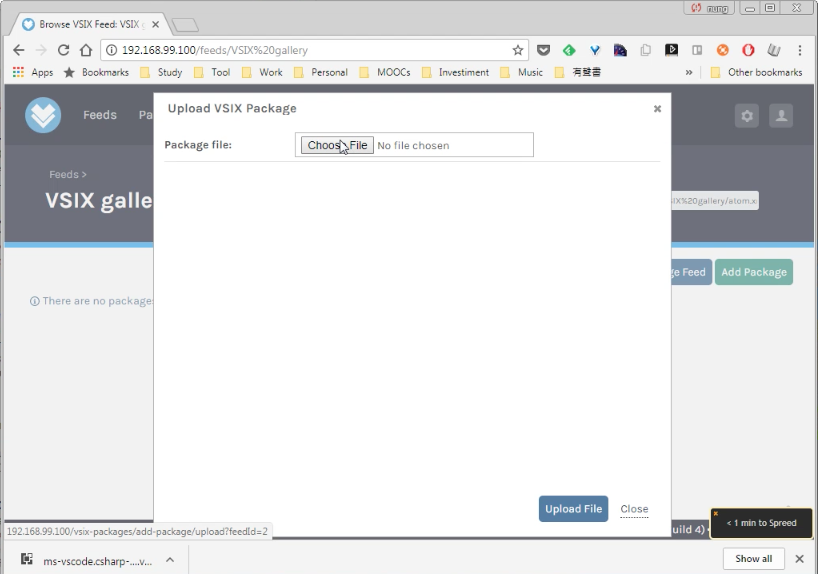 Browse VSIX Feed: VSIX
192.168.99.100/feeds/VSIX%20gallery
Apps Bookmarks Study Tool Work Personal MOOCs Investiment Music 有聲書 » Other bookmarks
Upload VSIX Package
Feeds Pa
Package file: Choose File No file chosen
Feeds >
VSIX galle
IX%20gallery/atom.x
ge Feed Add Package
There are no packages
Upload File Close
192.168.99.100/vsix-packages/add-package/upload?feedId=2
uild 4)
< 1 min to Spreed
ms-vscode.csharp-....v...
Show all